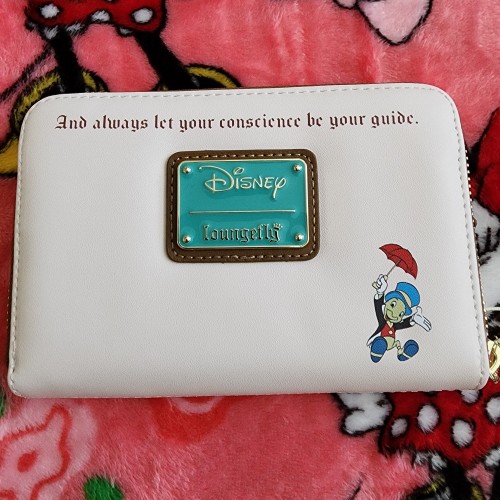 And always let your conscience be your guide.
Disney
Loungefly